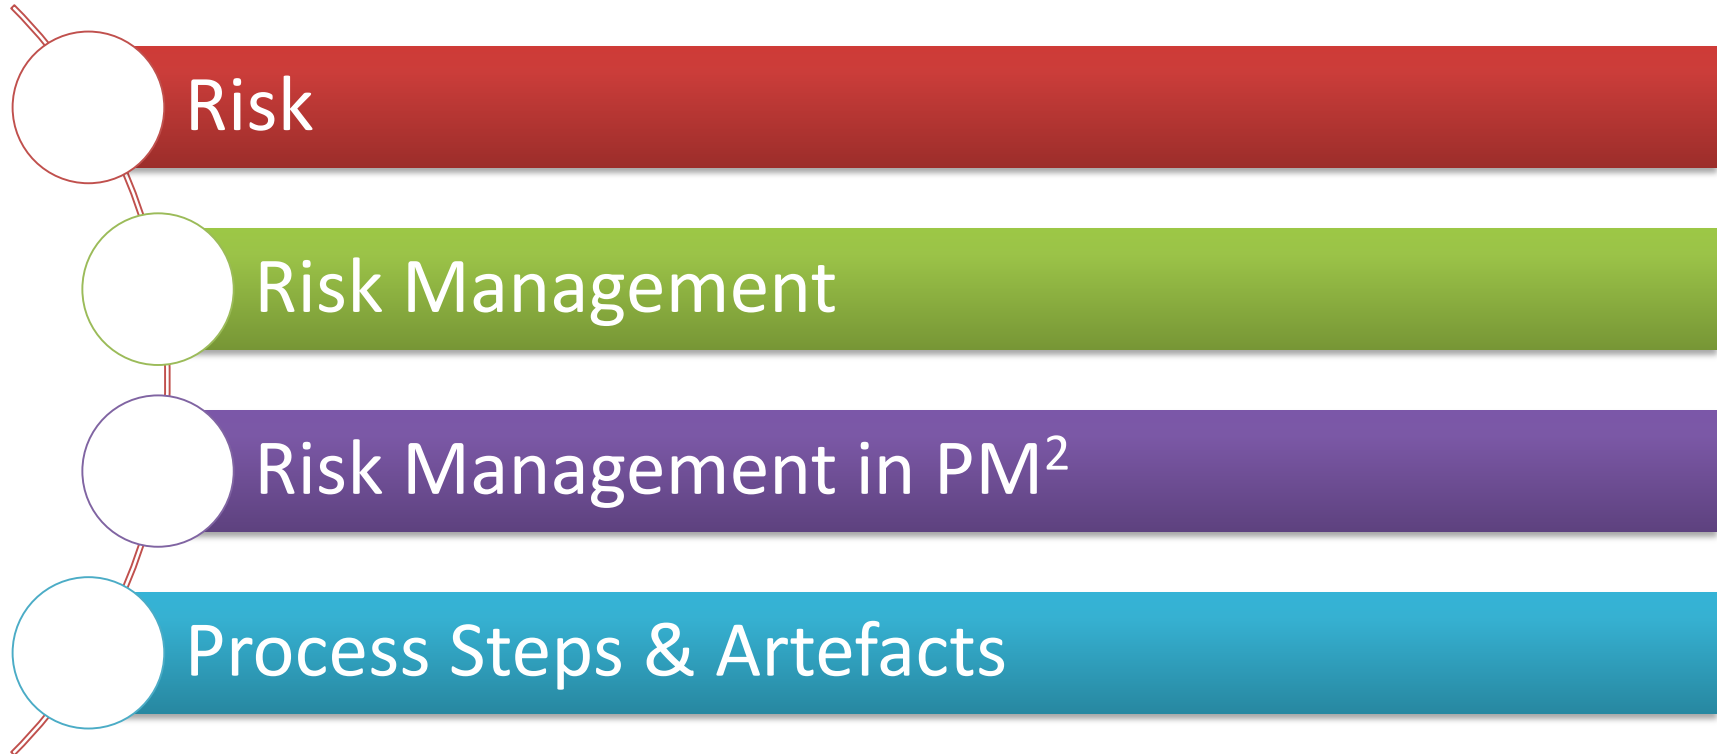 Risk
Risk Management
Risk Management in PM²
Process Steps & Artefacts